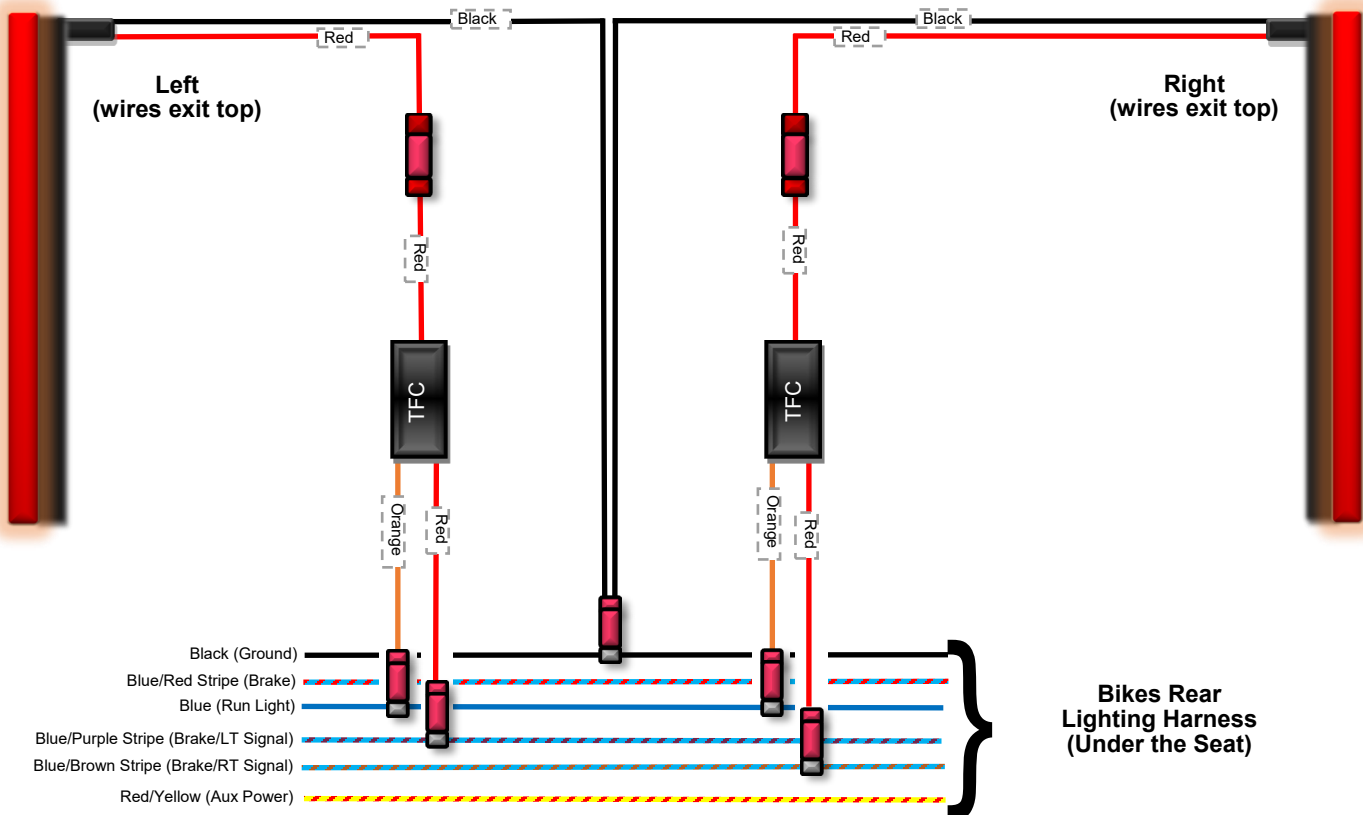 Black
Black
Red
Red
Left
(wires exit top)
Right
(wires exit top)
Red
Red
TFC
TFC
Orange
Red
Orange
Red
Black (Ground)
Blue/Red Stripe (Brake)
Blue (Run Light)
Blue/Purple Stripe (Brake/LT Signal)
Blue/Brown Stripe (Brake/RT Signal)
Red/Yellow (Aux Power)
Bikes Rear
Lighting Harness
(Under the Seat)